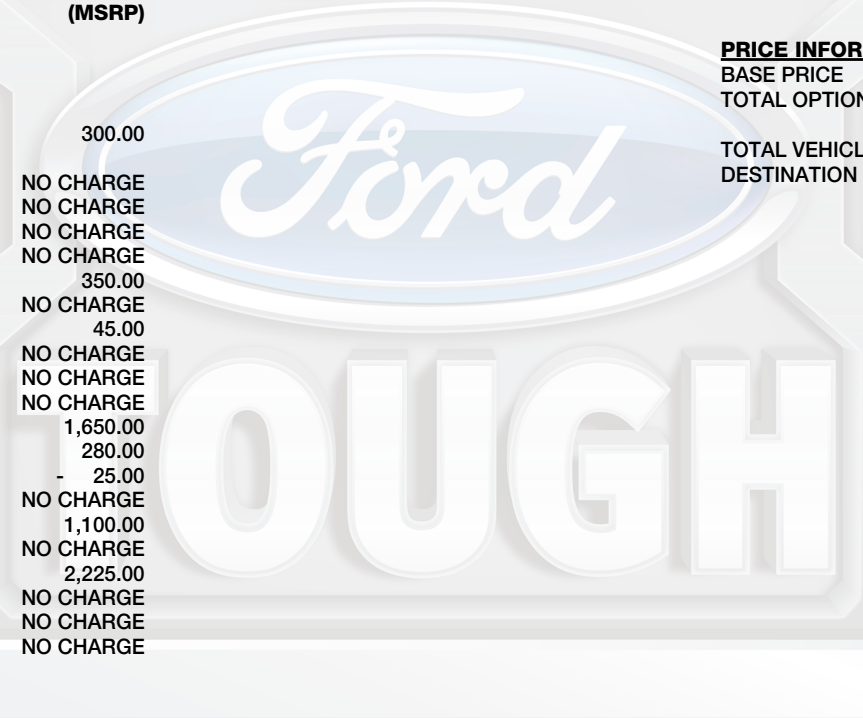 (MSRP)
300.00
NO CHARGE
NO CHARGE
NO CHARGE
NO CHARGE
350.00
NO CHARGE
45.00
NO CHARGE
NO CHARGE
NO CHARGE
1,650.00
280.00
- 25.00
NO CHARGE
1,100.00
NO CHARGE
2,225.00
NO CHARGE
NO CHARGE
NO CHARGE
PRICE INFOR
BASE PRICE
TOTAL OPTION
TOTAL VEHICL
DESTINATION
Ford
TOUGH